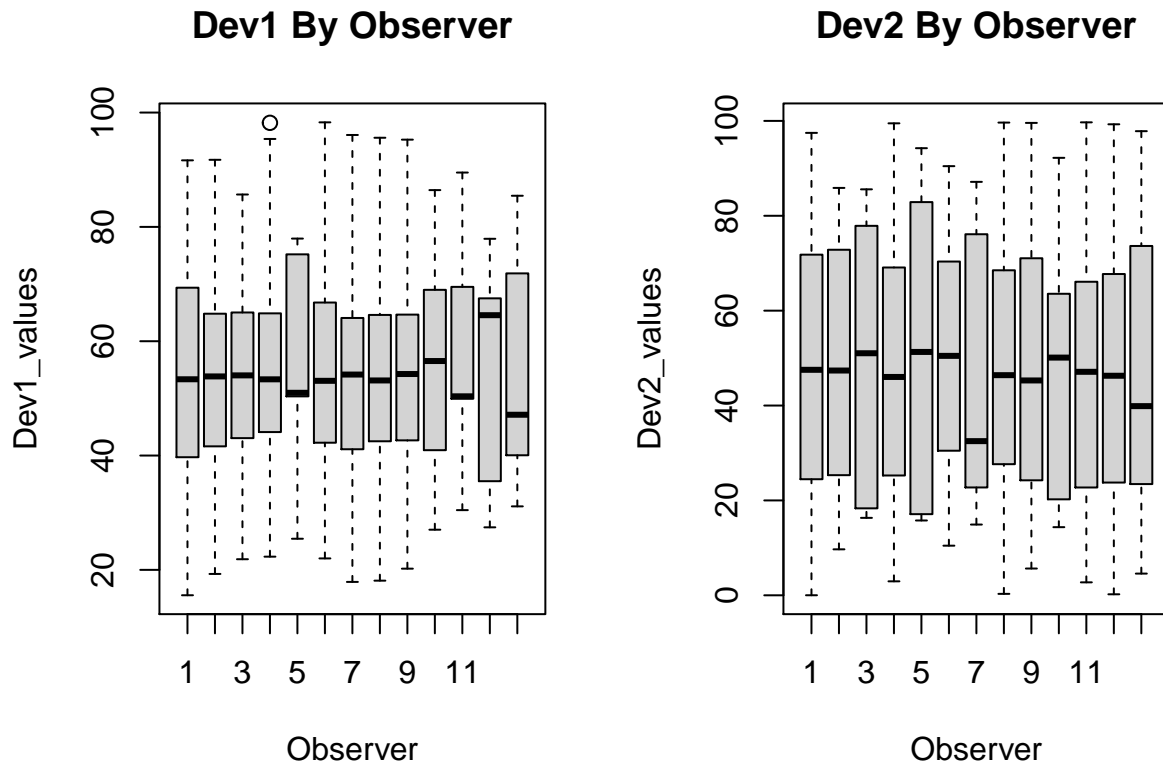 Dev1 By Observer
Dev1_values
100
80
60
40
20
1 3 5 7 9 11
Observer
Dev2 By Observer
Dev2_values
100
80
60
40
20
0
1 3 5 7 9 11
Observer